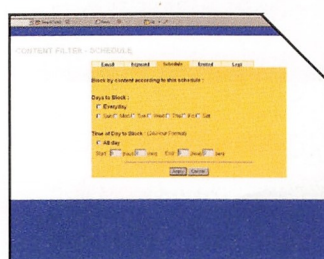 CONTENT FILTER - SCHEDULE
Email Keyword Schedule Trusted Logs
Block by content according to this schedule :
Days to Block :
Everyday
Sun Mon Tue Wed Thu Fri Sat
Time of Day to Block : (24-Hour Format)
All day
Start: hour End: hour
Apply Cancel